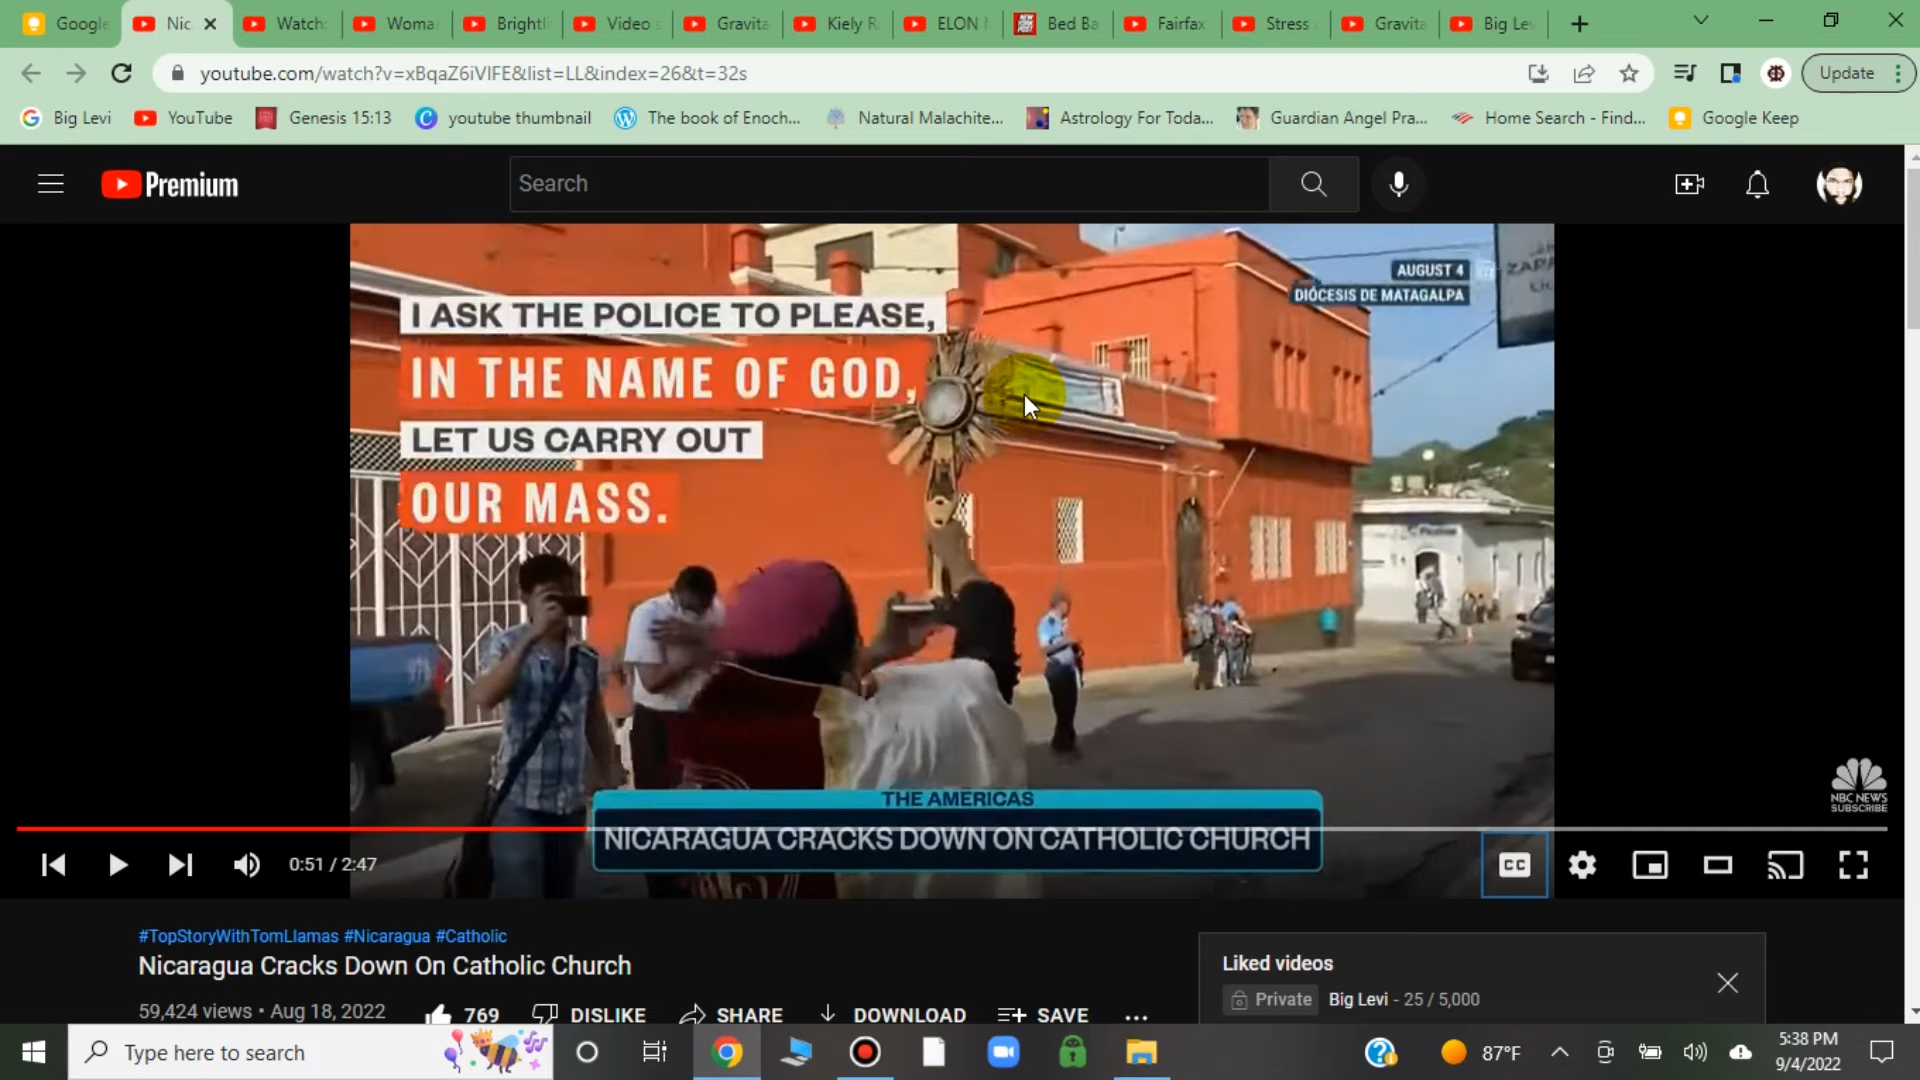 Google
Nic
Watch
Woma
Brightl
Video s
Gravita
Kiely R
ELON
Bed Ba
Fairfax
Stress
Gravita
Big Le
youtube.com/watch?v=xBqaZ6iVIFE&list=LL&index=26&t=32s
Update
Big Levi
YouTube
Genesis 15:13
youtube thumbnail
The book of Enoch...
Natural Malachite...
Astrology For Toda...
Guardian Angel Pra...
Home Search - Find...
Google Keep
Premium
Search
I ASK THE POLICE TO PLEASE,
IN THE NAME OF GOD,
LET US CARRY OUT
OUR MASS.
AUGUST 4
DIÓCESIS DE MATAGALPA
THE AMERICAS
NICARAGUA CRACKS DOWN ON CATHOLIC CHURCH
NBC NEWS
SUBSCRIBE
0:51 / 2:47
CC
#TopStoryWithTomLlamas #Nicaragua #Catholic
Nicaragua Cracks Down On Catholic Church
59,424 views • Aug 18, 2022
769
DISLIKE
SHARE
DOWNLOAD
SAVE
Liked videos
Private
Big Levi - 25 / 5,000
Type here to search
87°F
5:38 PM
9/4/2022